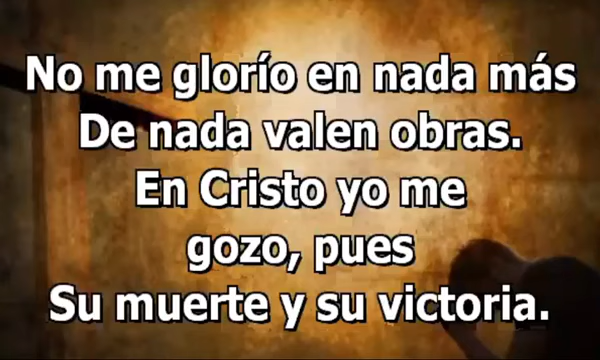 No me glorío en nada más
De nada valen obras.
En Cristo yo me
gozo, pues
Su muerte y su victoria.